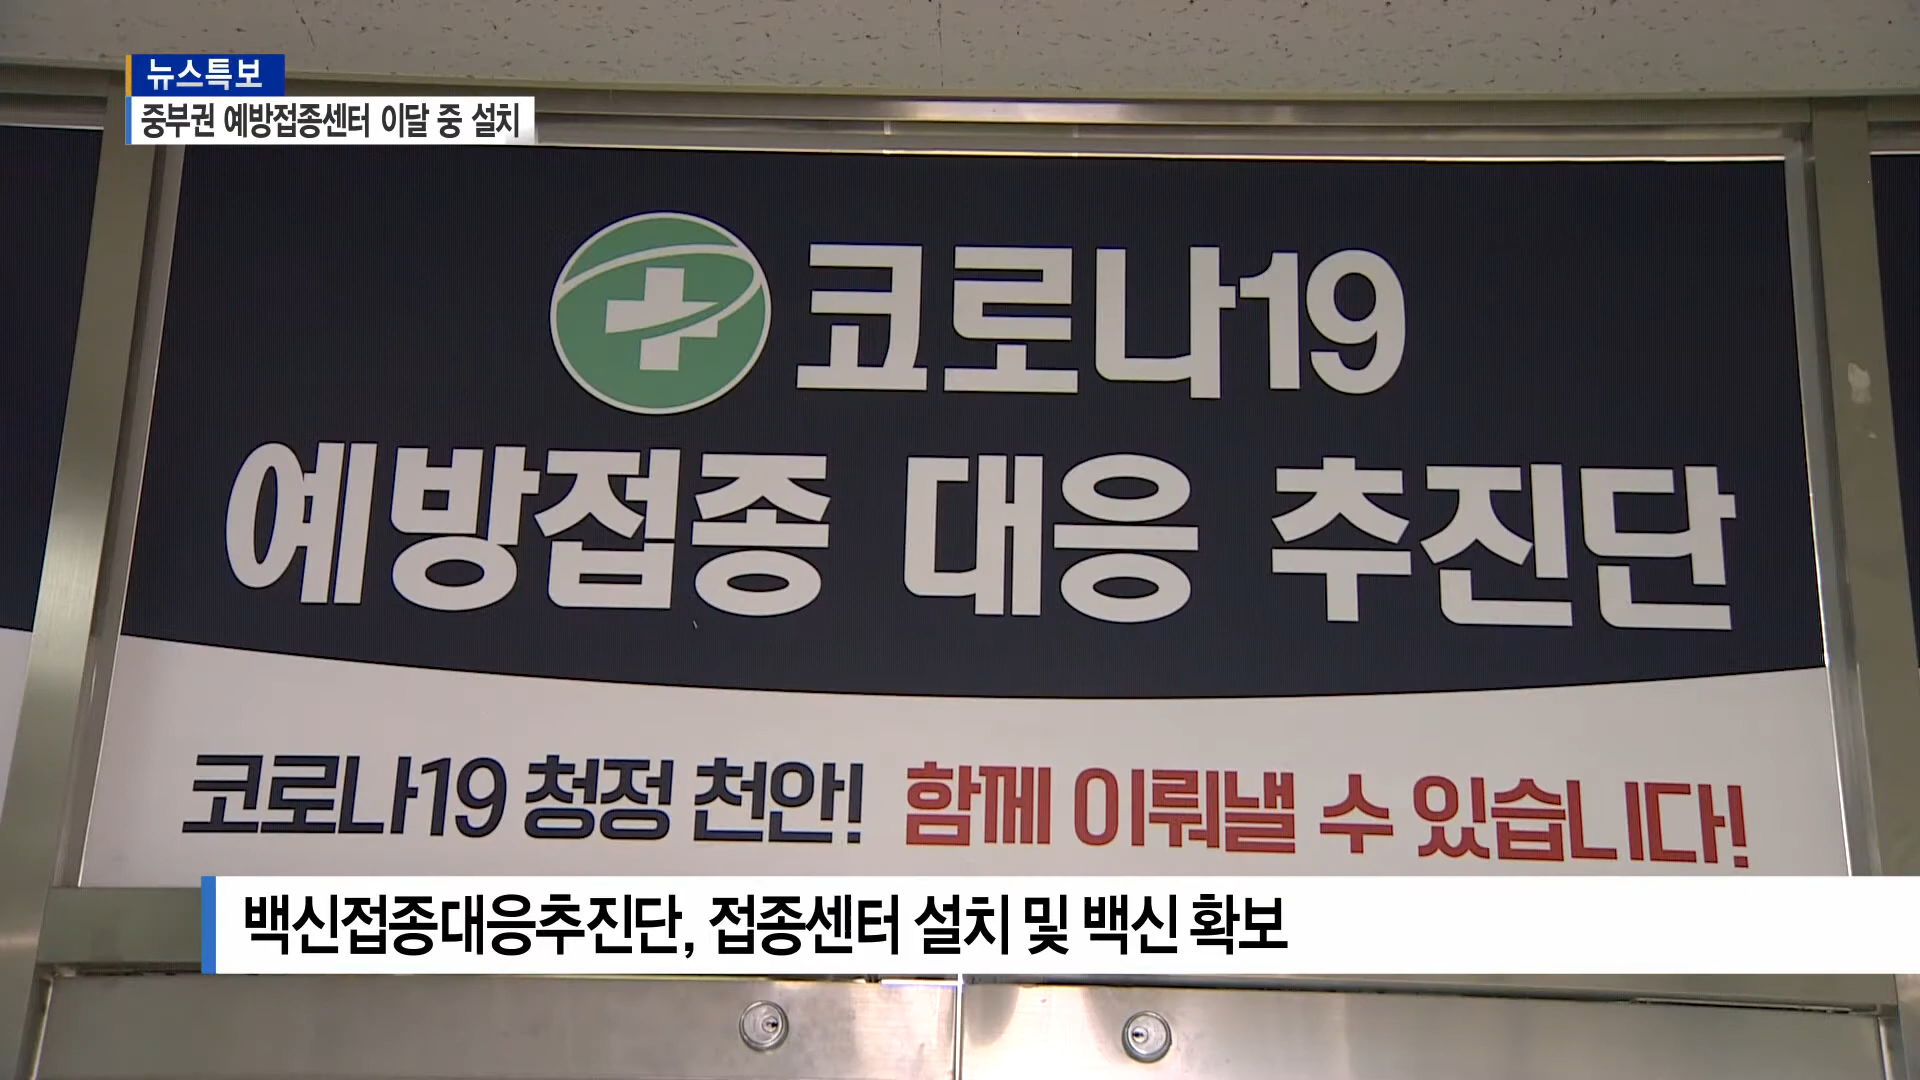 뉴스특보
중부권 예방접종센터 이달 중 설치
코로나19
예방접종 대응 추진단
코로나19 청정 천안! 함께 이뤄낼 수 있습니다!
백신접종대응추진단, 접종센터 설치 및 백신 확보